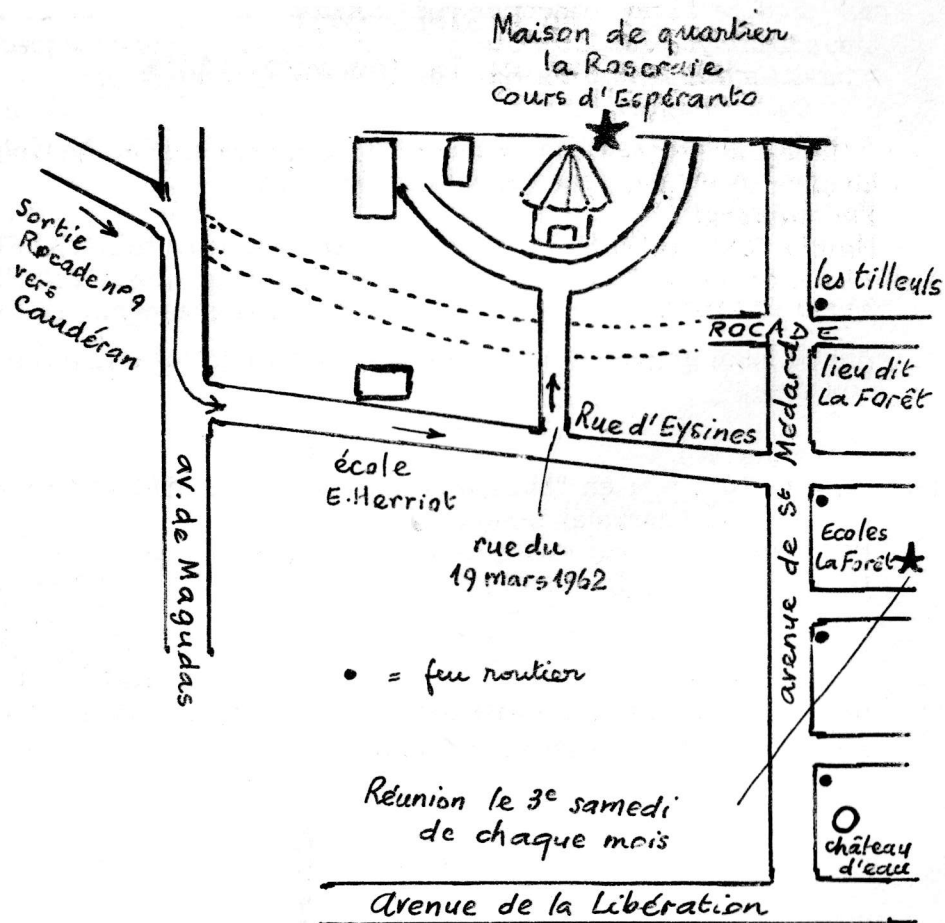 Maison de quartier
la Roseraie
Cours d'Espéranto
Sortie
Rocade nº9
vers
Caudéran
les tilleuls
ROCADE
lieu dit
la Forêt
Rue d'Eysines
école
E.Herriot
av. de Magudas
rue du
19 mars 1962
avenue de St Médard
Ecoles
la Forêt
= feu routier
Réunion le 3e samedi
de chaque mois
château
d'eau
Avenue de la Libération